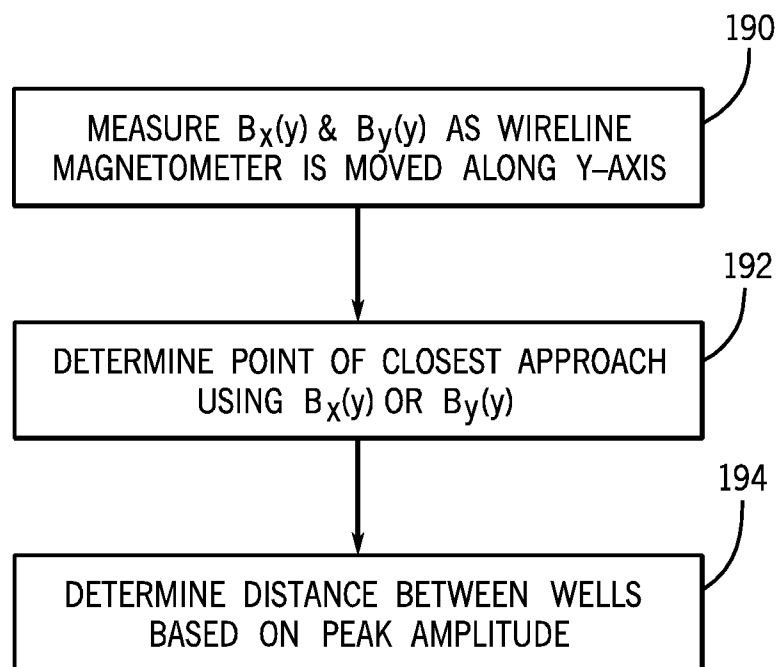 190
MEASURE Bx(y) & By(y) AS WIRELINE
MAGNETOMETER IS MOVED ALONG Y–AXIS
192
DETERMINE POINT OF CLOSEST APPROACH
USING Bx(y) OR By(y)
194
DETERMINE DISTANCE BETWEEN WELLS
BASED ON PEAK AMPLITUDE